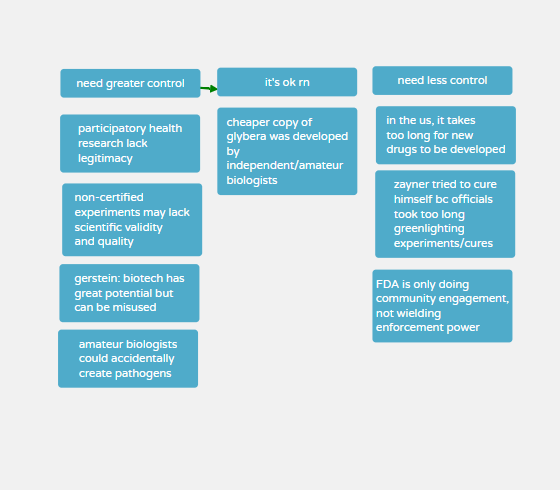 need greater control
participatory health
research lack
legitimacy
non-certified
experiments may lack
scientific validity
and quality
gerstein: biotech has
great potential but
can be misused
amateur biologists
could accidentally
create pathogens
it's ok rn
cheaper copy of
glybera was developed
by
independent/amateur
biologists
need less control
in the us, it takes
too long for new
drugs to be developed
zayner tried to cure
himself bc officials
took too long
greenlighting
experiments/cures
FDA is only doing
community engagement,
not wielding
enforcement power